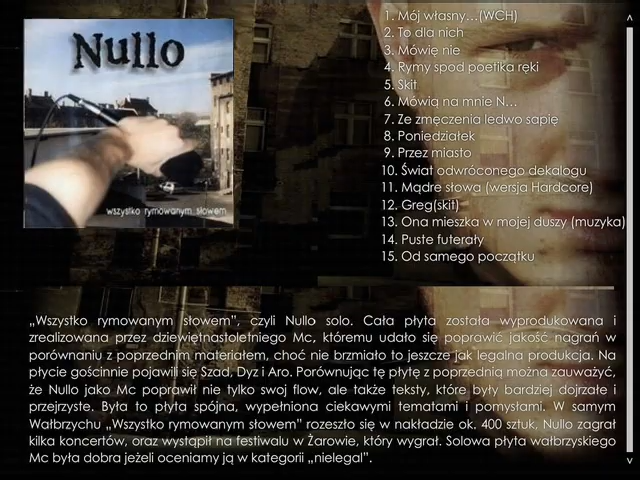 Nullo
wszystko rymowanym słowem
1. Mój własny...(WCH)
2. To dla nich
3. Mówię nie
4. Rymy spod poetika ręki
5. Skit
6. Mówią na mnie N...
7. Ze zmęczenia ledwo sapię
8. Poniedziałek
9. Przez miasto
10. Świat odwróconego dekalogu
11. Mądre słowa (wersja Hardcore)
12. Greg(skit)
13. Ona mieszka w mojej duszy (muzyka)
14. Puste futerały
15. Od samego początku
„Wszystko rymowanym słowem”, czyli Nullo solo. Cała płyta została wyprodukowana i
zrealizowana przez dziewiętnastoletniego Mc, któremu udało się poprawić jakość nagrań w
porównaniu z poprzednim materiałem, choć nie brzmiało to jeszcze jak legalna produkcja. Na
płycie gościnnie pojawili się Szad, Dyz i Aro. Porównując tę płytę z poprzednią można zauważyć,
że Nullo jako Mc poprawił nie tylko swoj flow, ale także teksty, które były bardziej dojrzałe i
przejrzyste. Była to płyta spójna, wypełniona ciekawymi tematami i pomysłami. W samym
Wałbrzychu „Wszystko rymowanym słowem” rozeszło się w nakładzie ok. 400 sztuk, Nullo zagrał
kilka koncertów, oraz wystąpił na festiwalu w Żarowie, który wygrał. Solowa płyta wałbrzyskiego
Mc była dobra jeżeli oceniamy ją w kategorii „nielegal”.